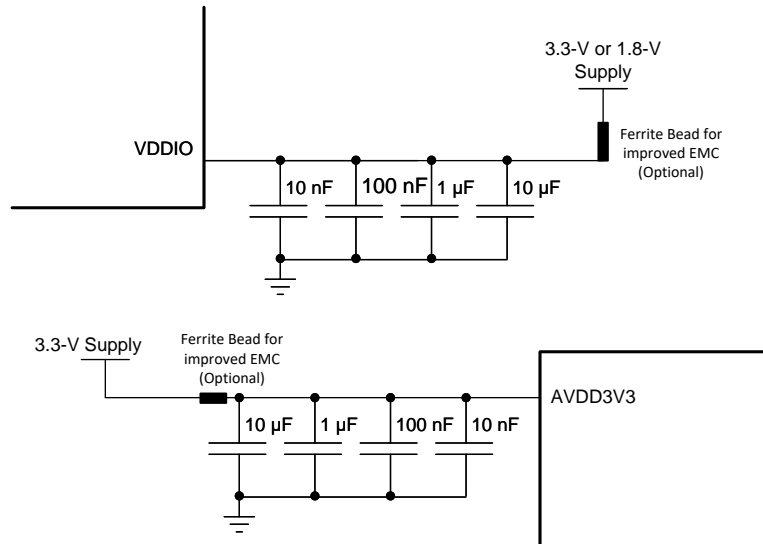 3.3-V or 1.8-V
Supply
Ferrite Bead for
improved EMC
(Optional)
VDDIO
10 nF
100 nF
1 µF
10 µF
3.3-V Supply
Ferrite Bead for
improved EMC
(Optional)
AVDD3V3
10 µF
1 µF
100 nF
10 nF